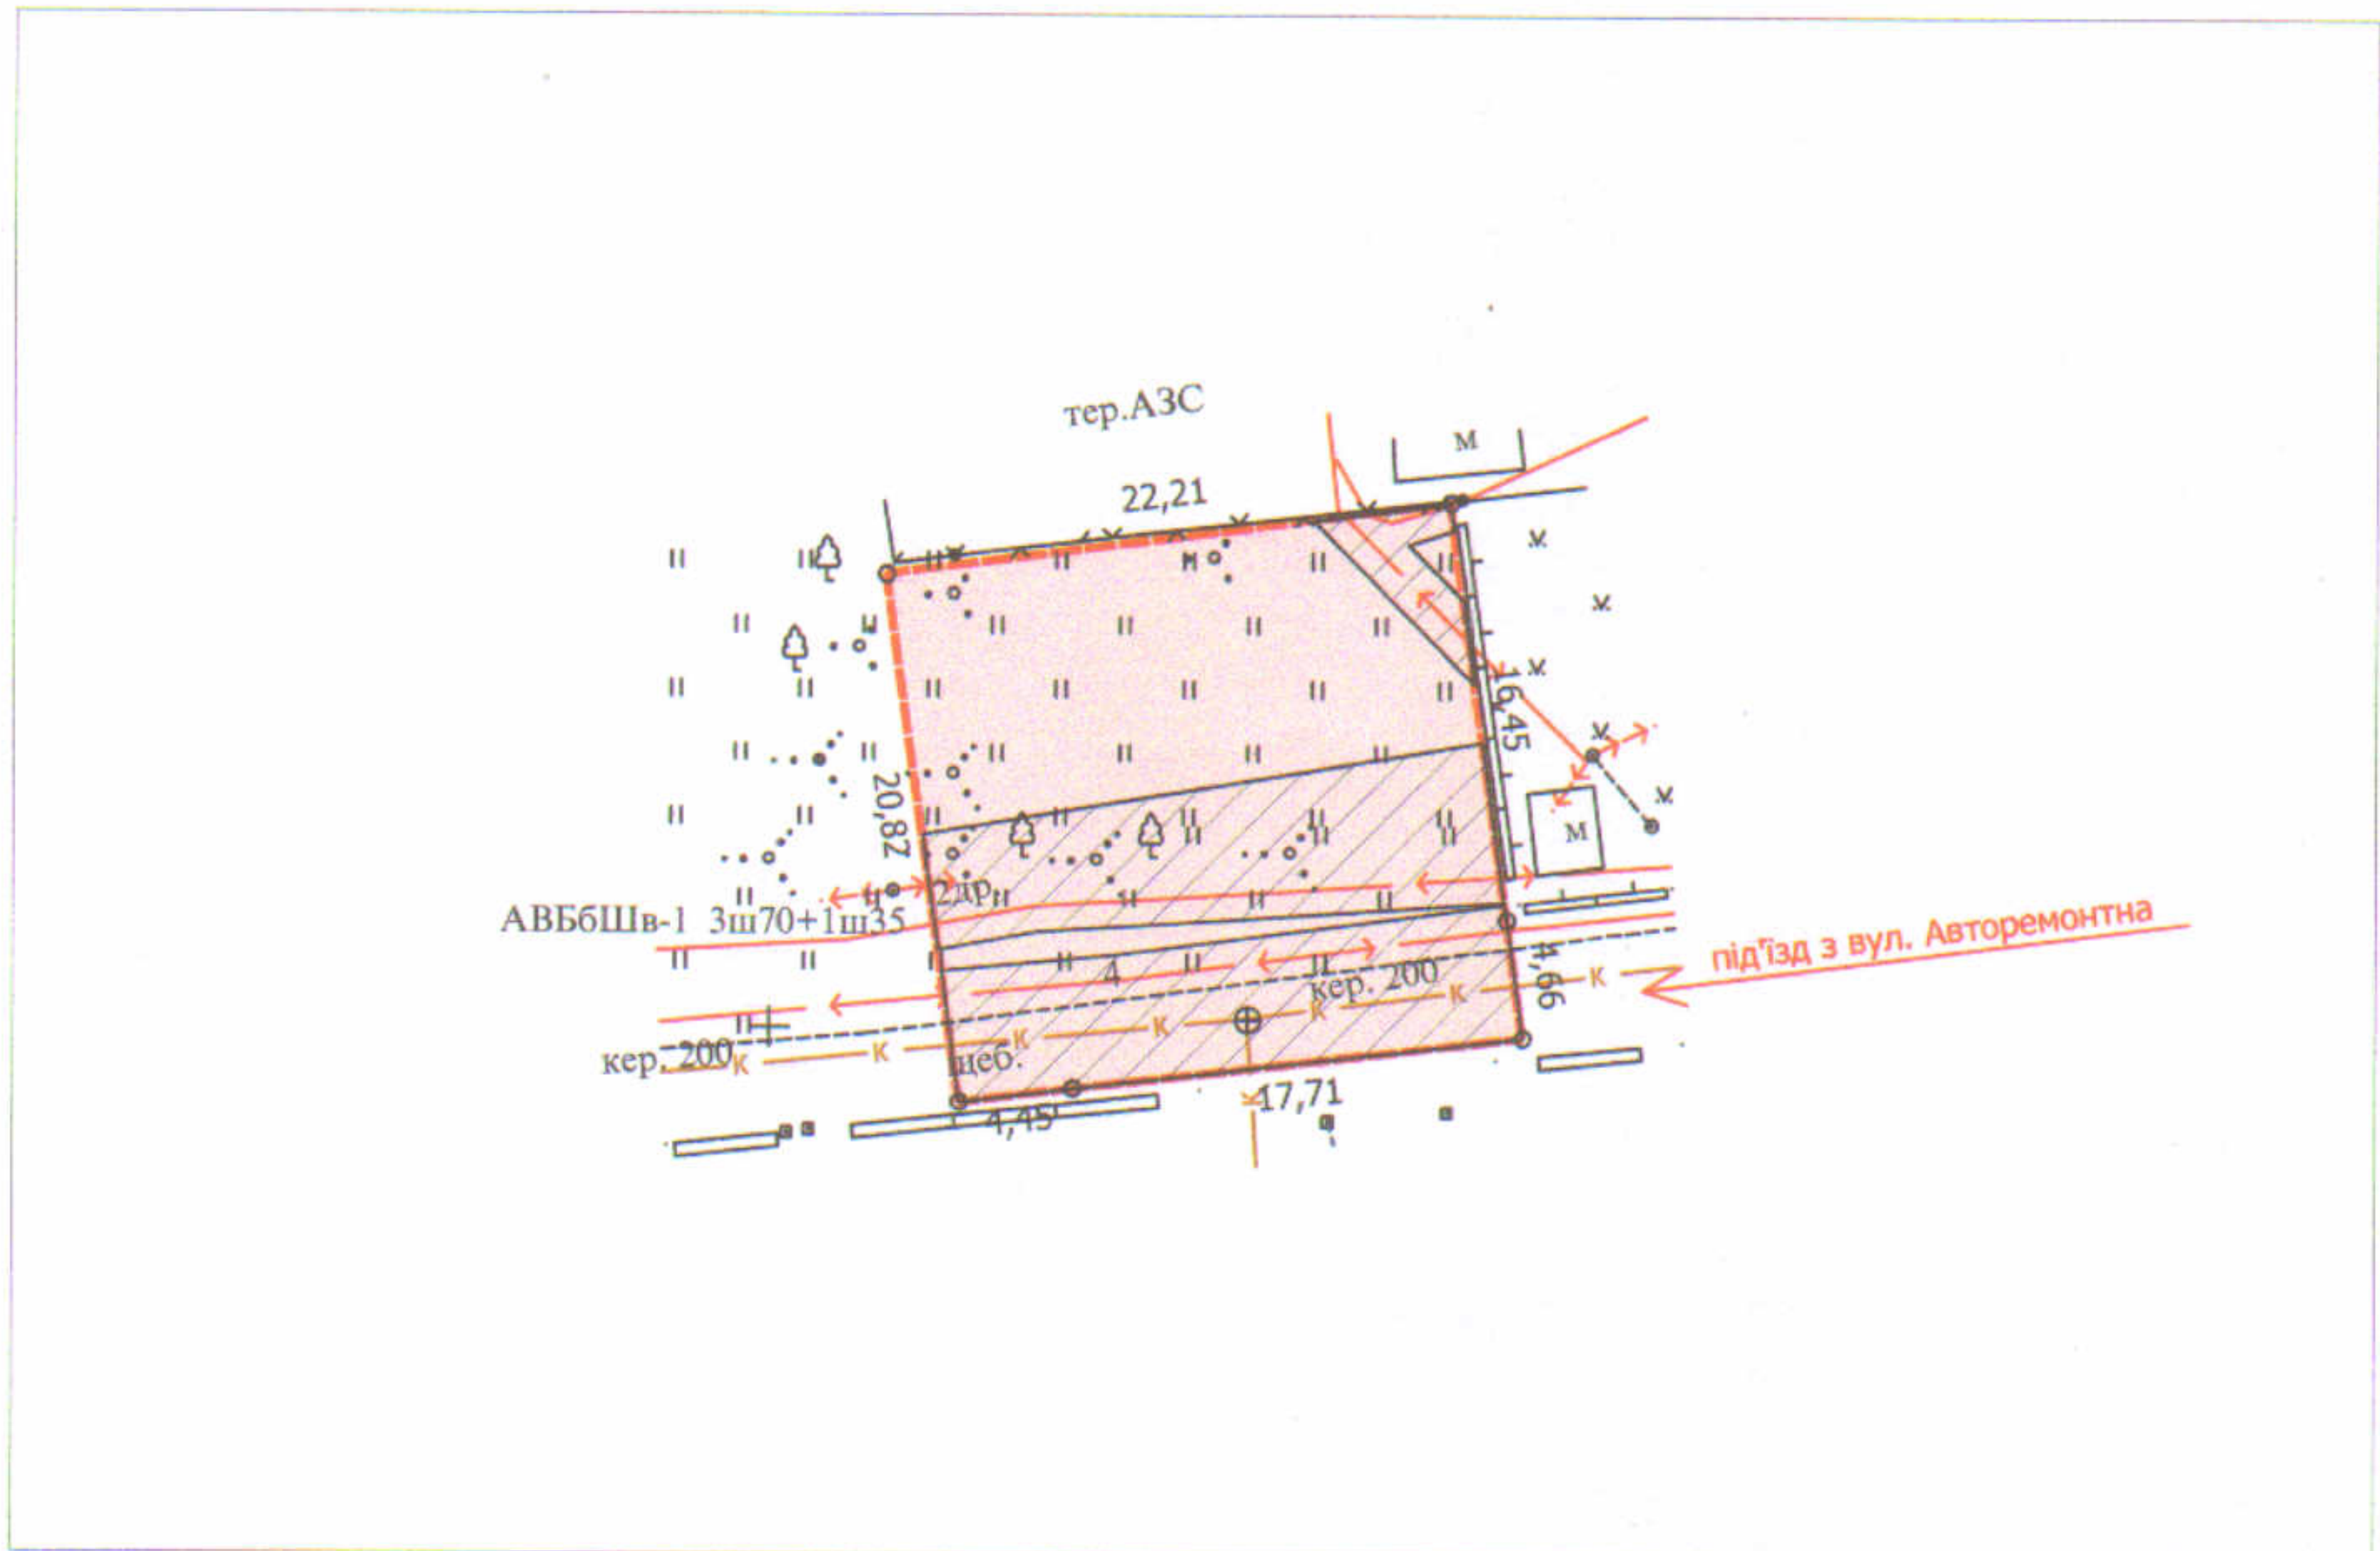 тер.АЗС
м
22,21
16,45
20,82
м
2др.
АВБбШв-1 3ш70+1ш35
під'їзд з вул. Авторемонтна
4
кер. 200
4,66
К
К
К
К
К
К
К
кер. 200
щеб.
17,71
К
4,45